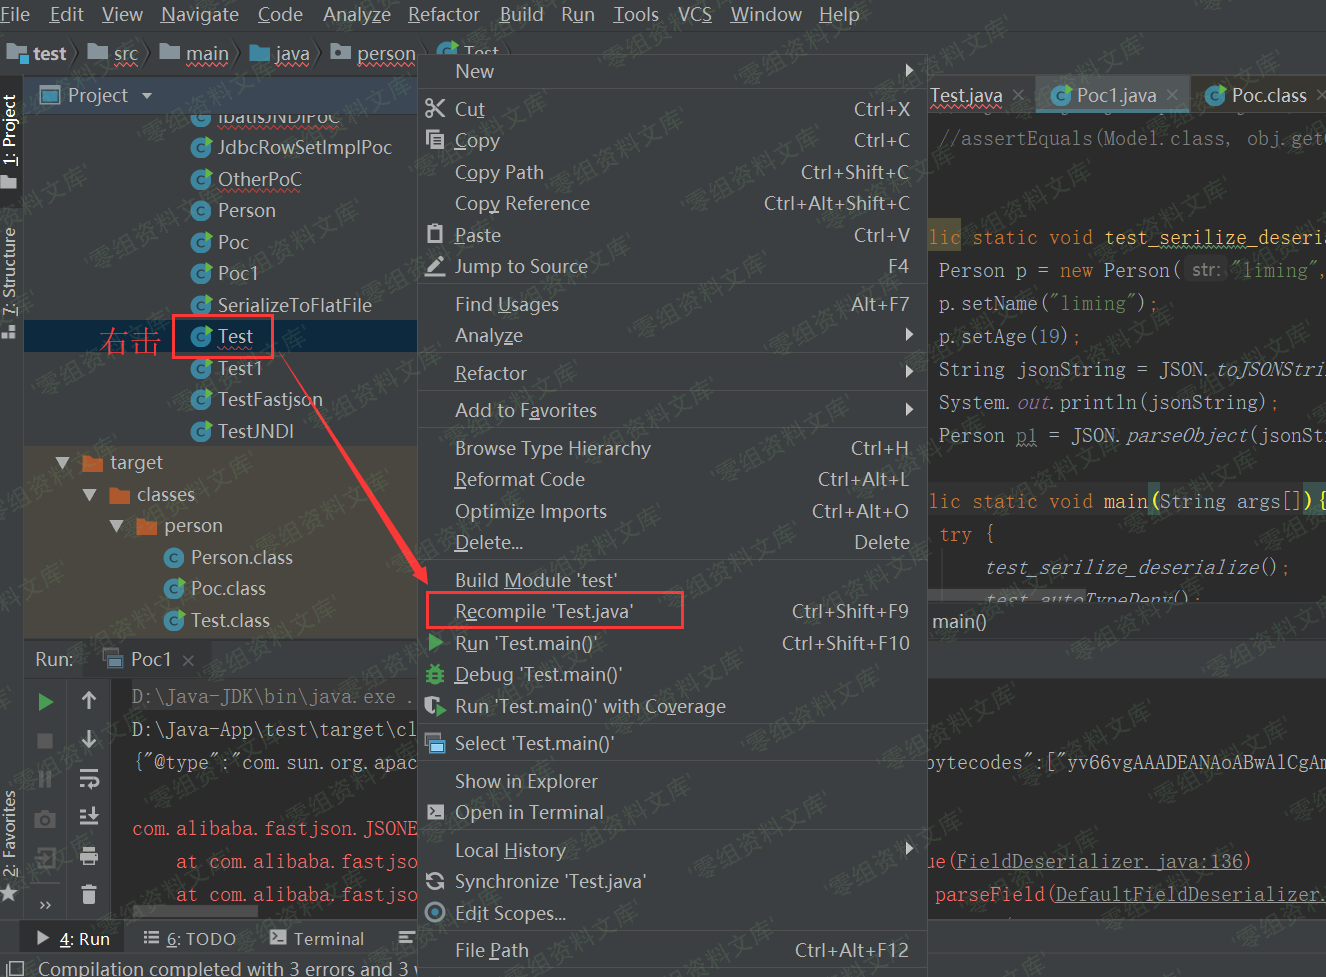 File Edit View Navigate Code Analyze Refactor Build Run Tools VCS Window Help
test src main java person Test
Project
1: Project
7: Structure
2: Favorites
IbatisJNDIPoC
JdbcRowSetImplPoc
OtherPoC
Person
Poc
Poc1
SerializeToFlatFile
右击 Test
Test1
TestFastjson
TestJNDI
target
classes
person
Person.class
Poc.class
Test.class
New
Cut Ctrl+X
Copy Ctrl+C
Copy Path Ctrl+Shift+C
Copy Reference Ctrl+Alt+Shift+C
Paste Ctrl+V
Jump to Source F4
Find Usages Alt+F7
Analyze
Refactor
Add to Favorites
Browse Type Hierarchy Ctrl+H
Reformat Code Ctrl+Alt+L
Optimize Imports Ctrl+Alt+O
Delete... Delete
Build Module 'test'
Recompile 'Test.java' Ctrl+Shift+F9
Run 'Test.main()' Ctrl+Shift+F10
Debug 'Test.main()'
Run 'Test.main()' with Coverage
Select 'Test.main()'
Show in Explorer
Open in Terminal
Local History
Synchronize 'Test.java'
Edit Scopes...
File Path Ctrl+Alt+F12
Test.java Poc1.java Poc.class
//assertEquals(Model.class, obj.get
lic static void test_serilize_deseri
Person p = new Person( str: "liming",
p.setName("liming");
p.setAge(19);
String jsonString = JSON.toJSONStri
System.out.println(jsonString);
Person p1 = JSON.parseObject(jsonSt
lic static void main(String args[]){
try {
test_serilize_deserialize();
test_autoTypeDeny();
main()
Run: Poc1
D:\Java-JDK\bin\java.exe .
D:\Java-App\test\target\cl
{"@type":"com.sun.org.apac
bytecodes":["yv66vgAAADEANAoABwAlCgAm
com.alibaba.fastjson.JSONE
at com.alibaba.fastjso
ue(FieldDeserializer.java:136)
at com.alibaba.fastjso
parseField(DefaultFieldDeserializer.
4: Run 6: TODO Terminal
Compilation completed with 3 errors and 3
零组资料文库